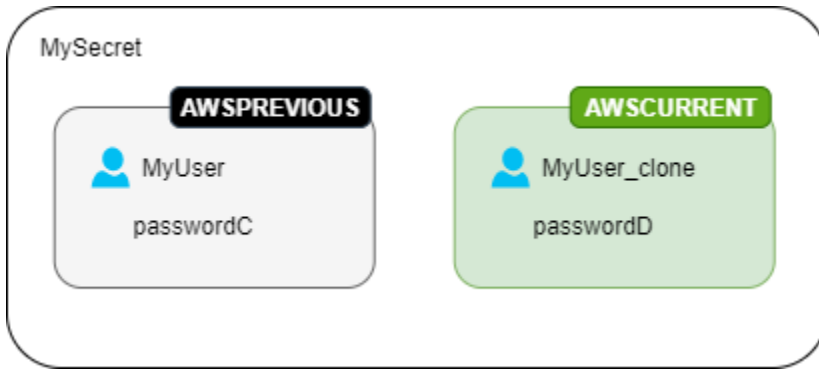 MySecret
AWSPREVIOUS
MyUser
passwordC
AWSCURRENT
MyUser_clone
passwordD